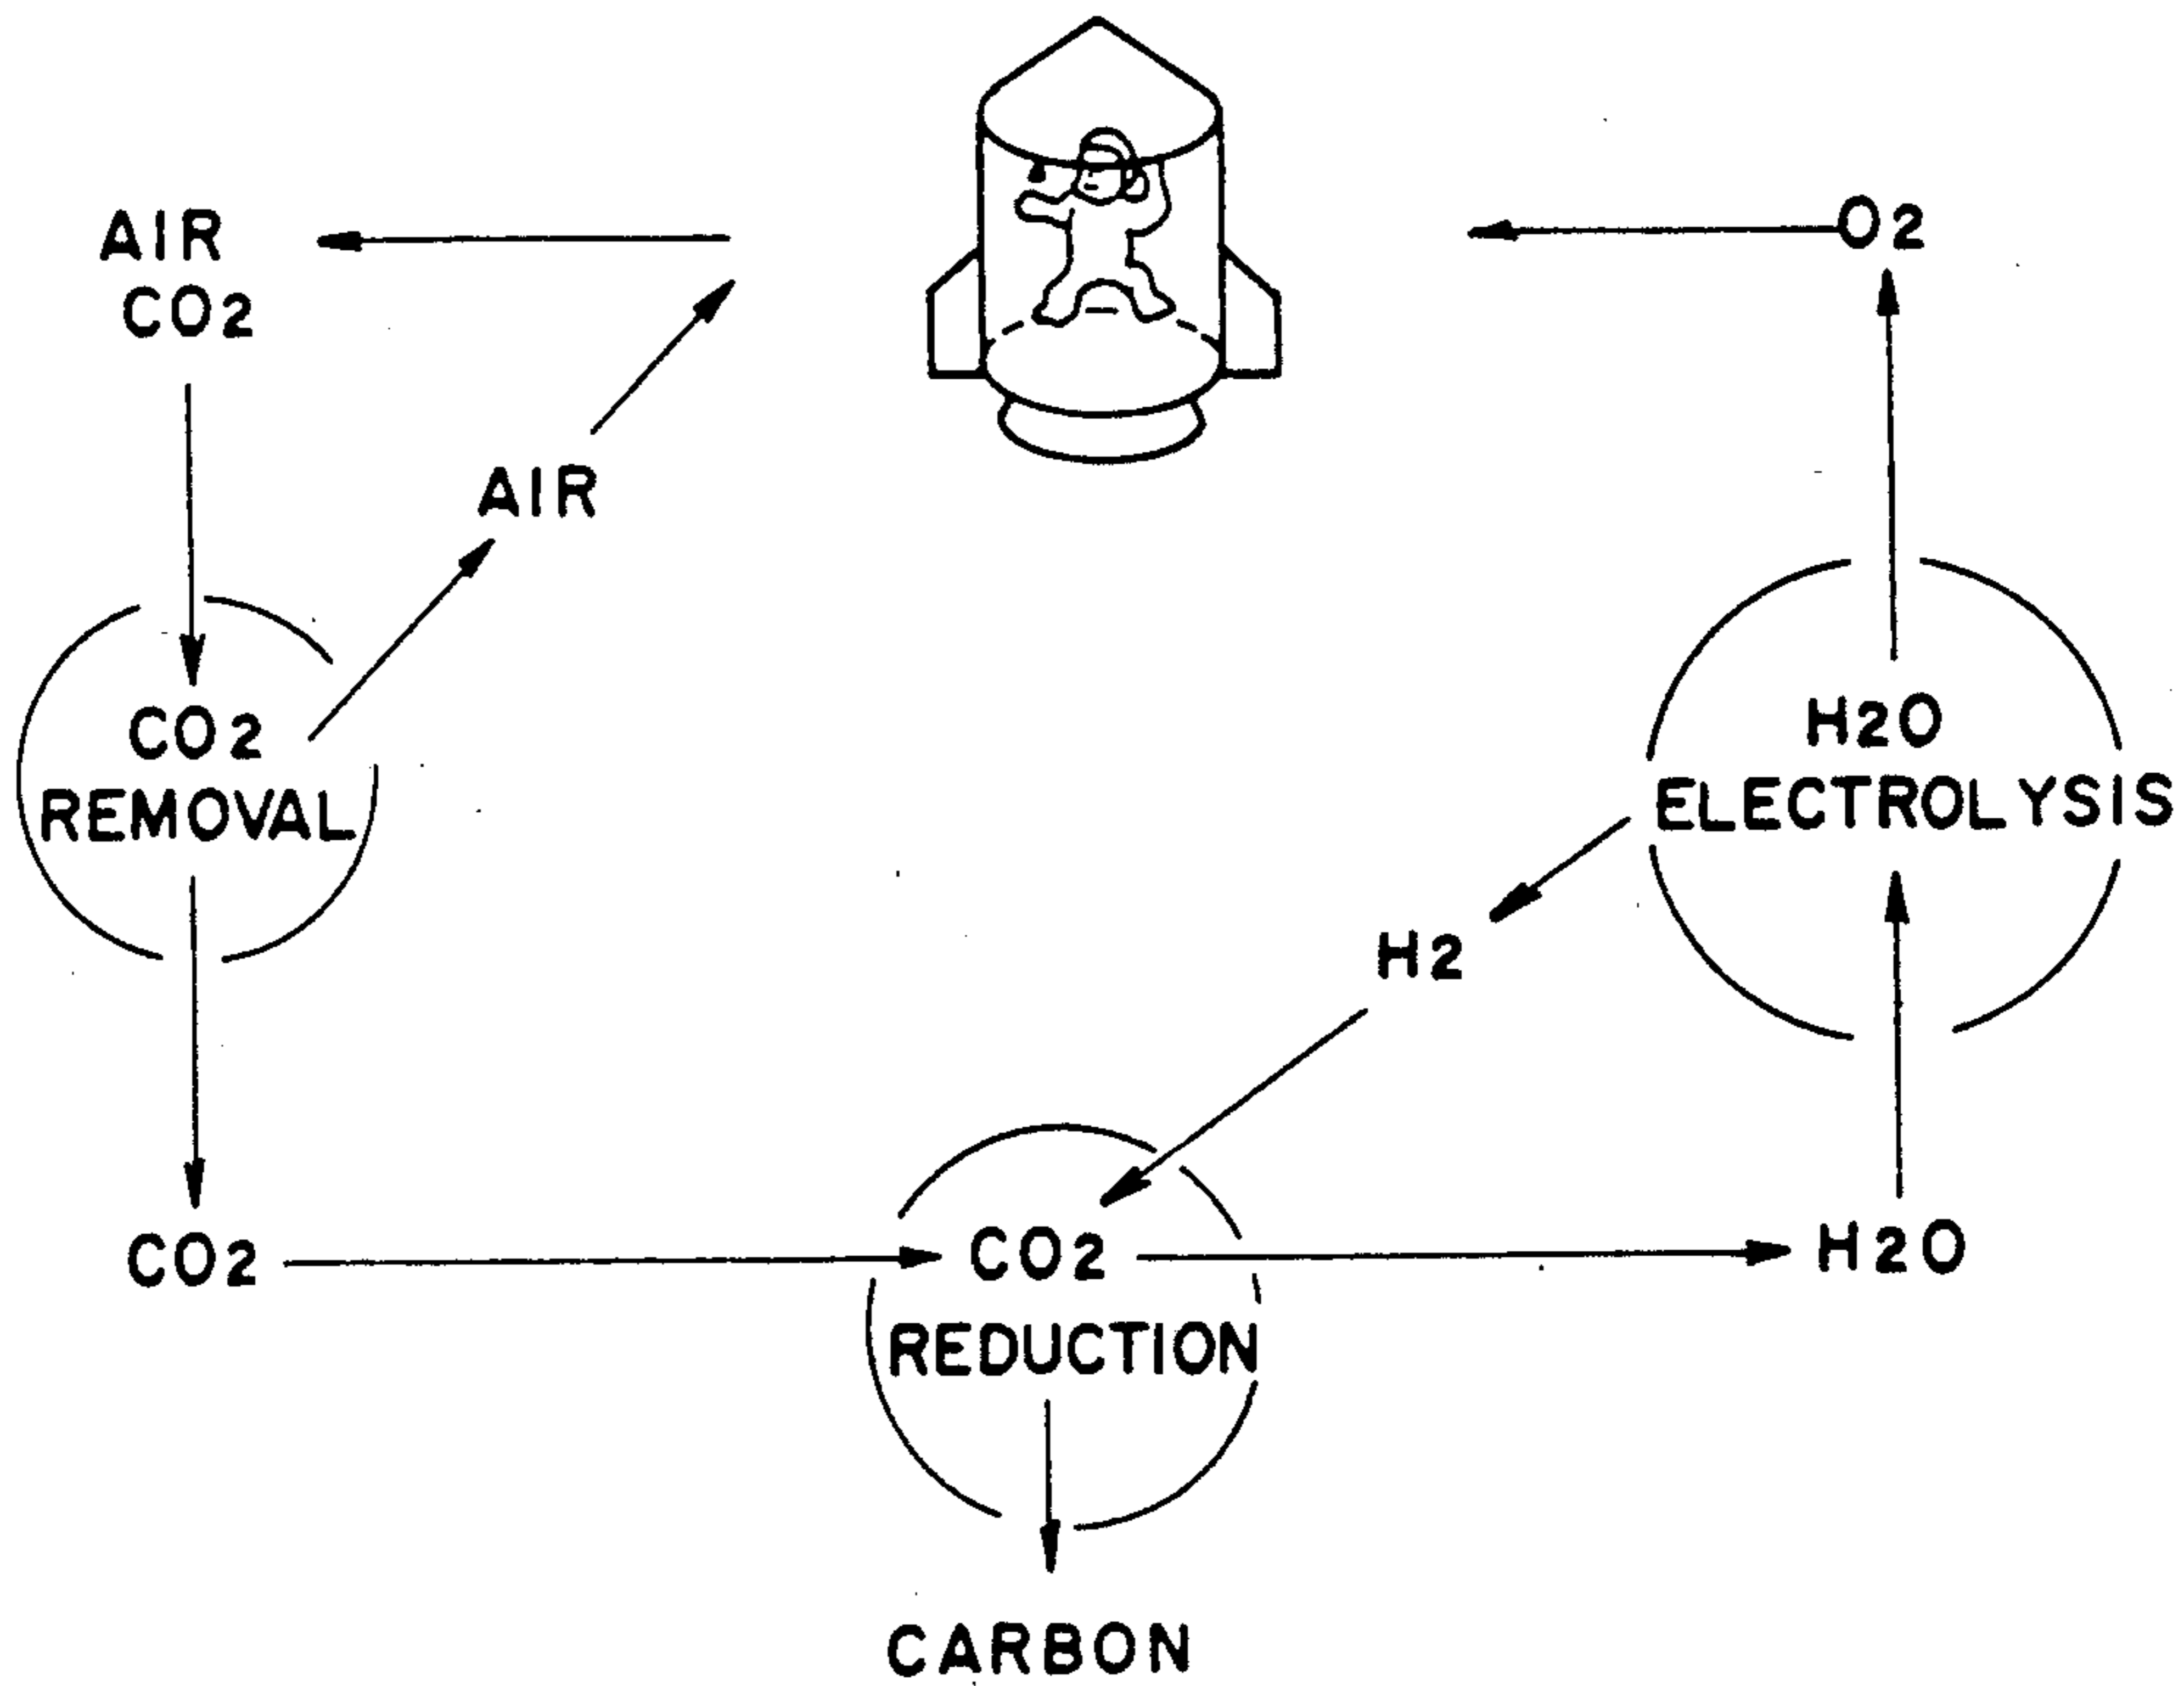 AIR
CO2
O2
AIR
CO2
REMOVAL
H2O
ELECTROLYSIS
H2
CO2
CO2
REDUCTION
H2O
CARBON